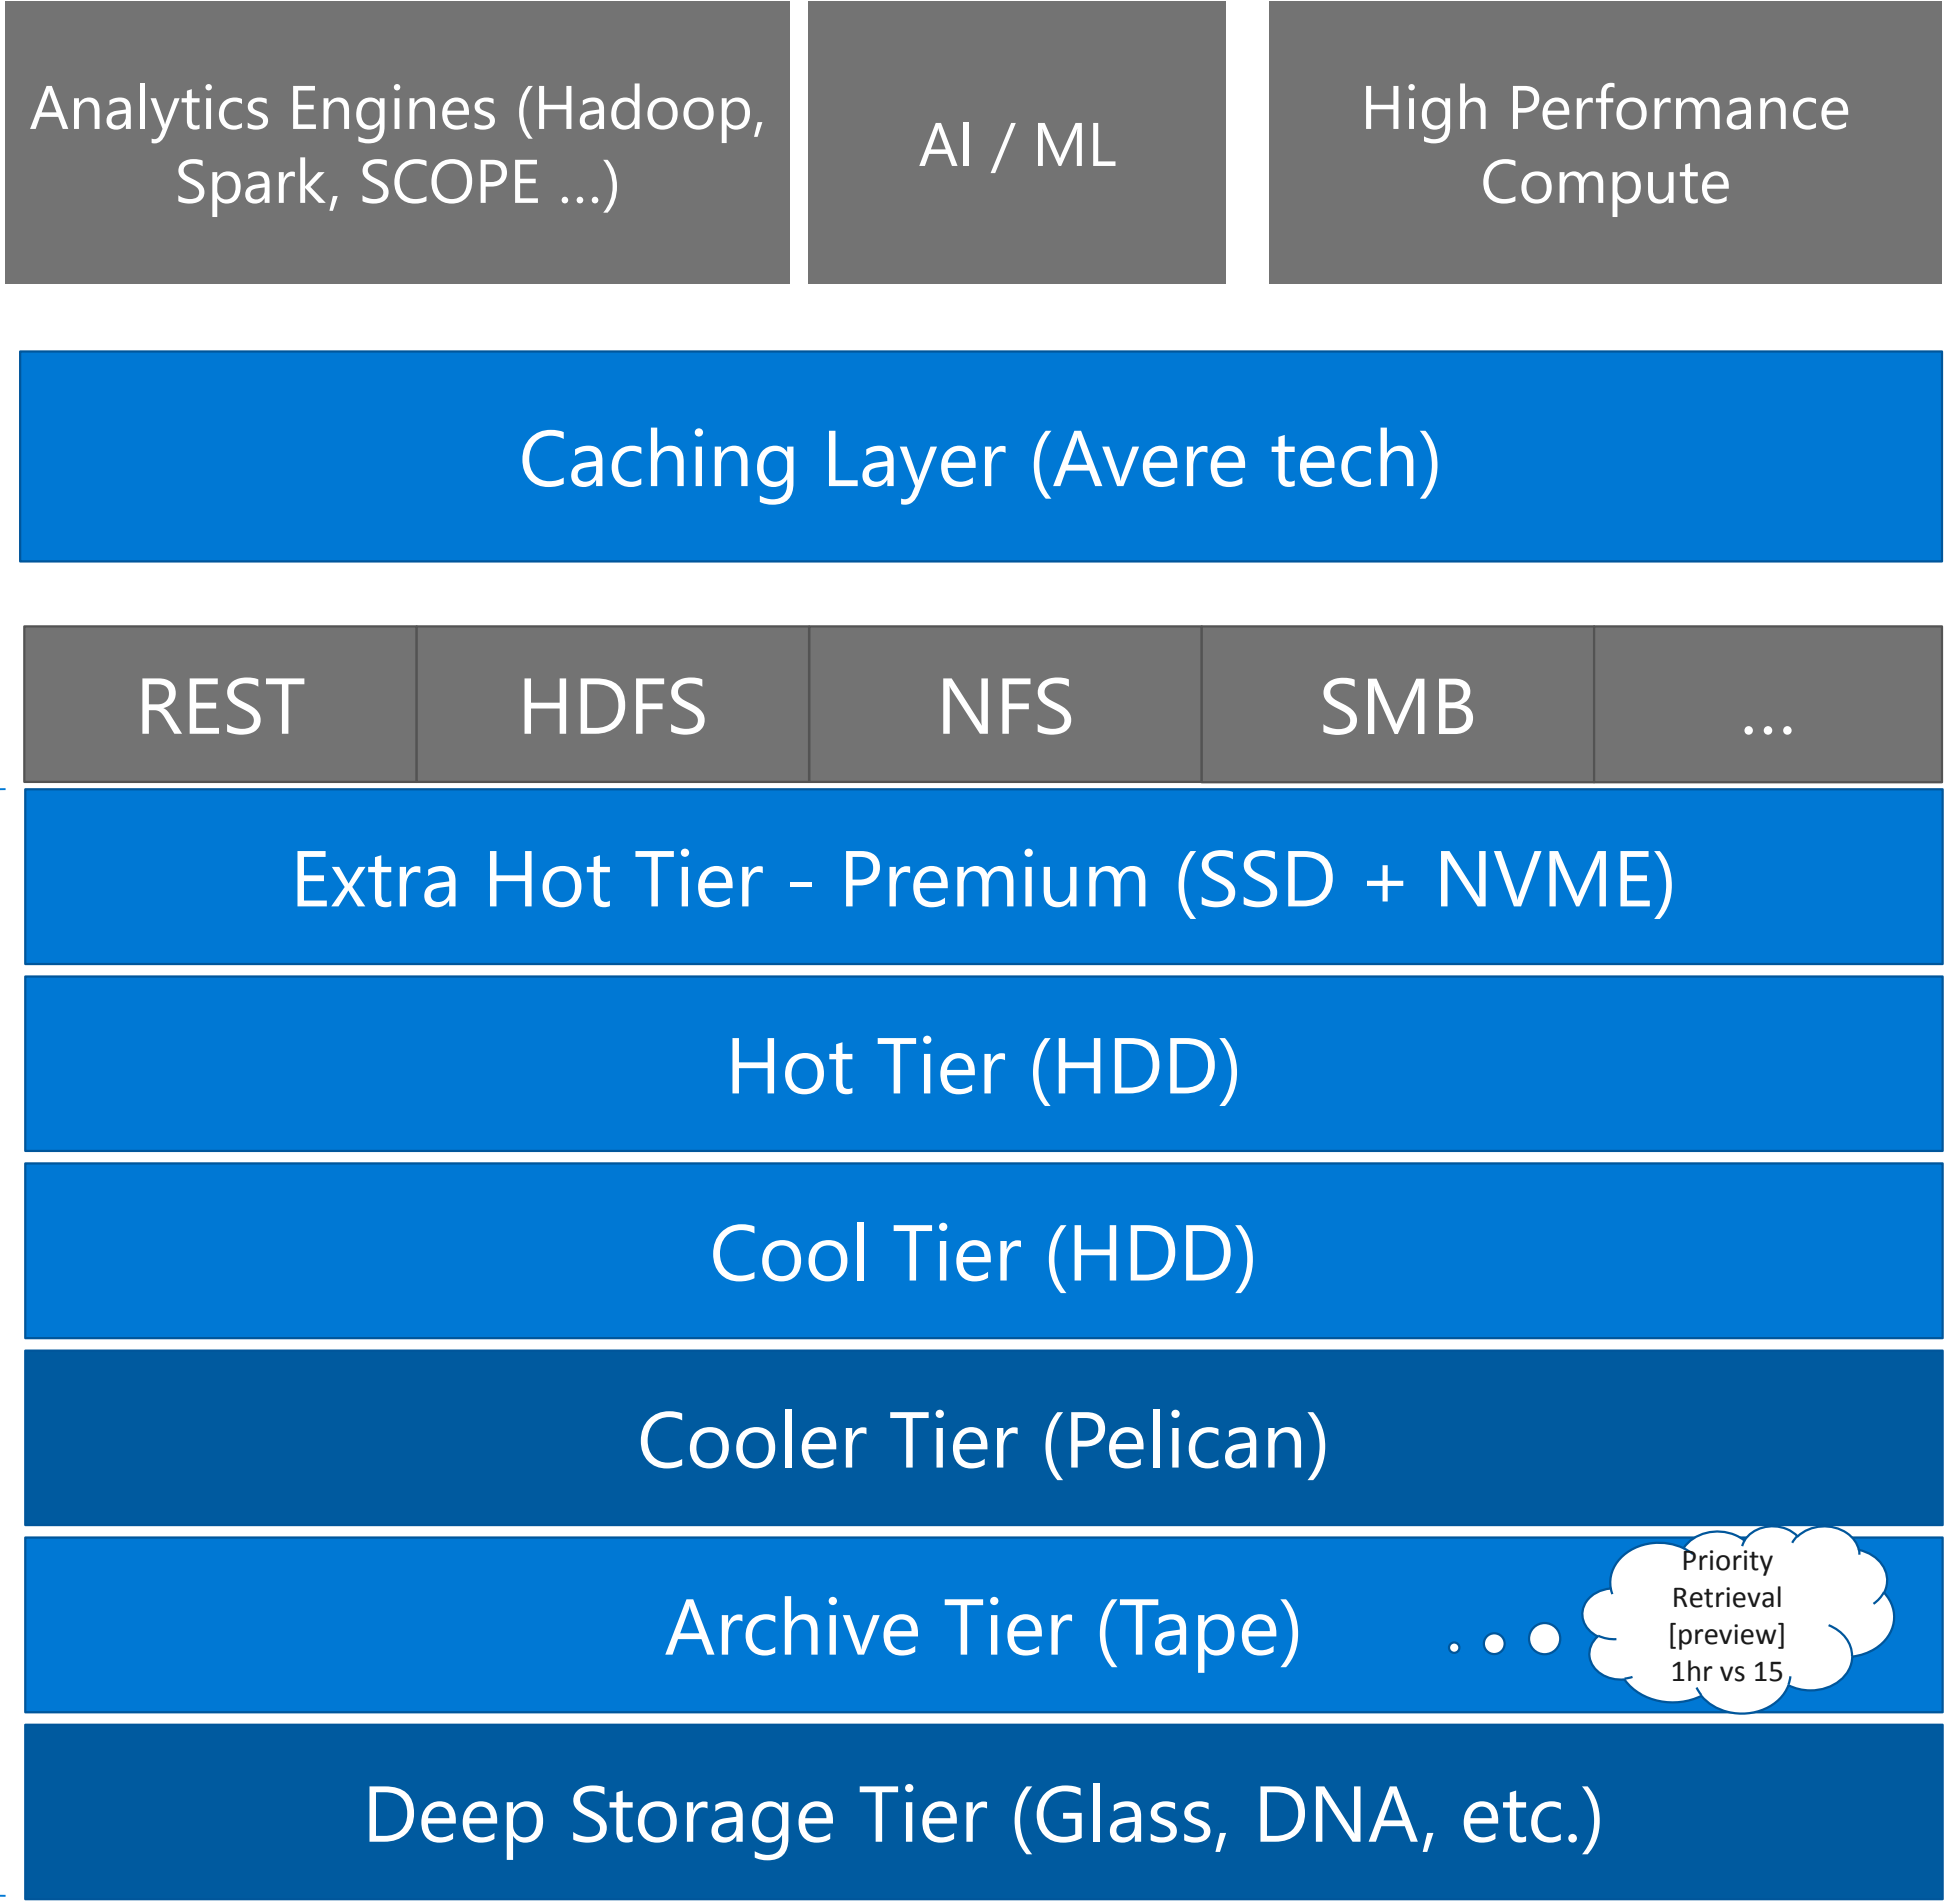 Analytics Engines (Hadoop,
Spark, SCOPE ...)
AI / ML
High Performance
Compute
Caching Layer (Avere tech)
REST
HDFS
NFS
SMB
...
Extra Hot Tier - Premium (SSD + NVME)
Hot Tier (HDD)
Cool Tier (HDD)
Cooler Tier (Pelican)
Archive Tier (Tape)
Priority
Retrieval
[preview]
1hr vs 15
Deep Storage Tier (Glass, DNA, etc.)